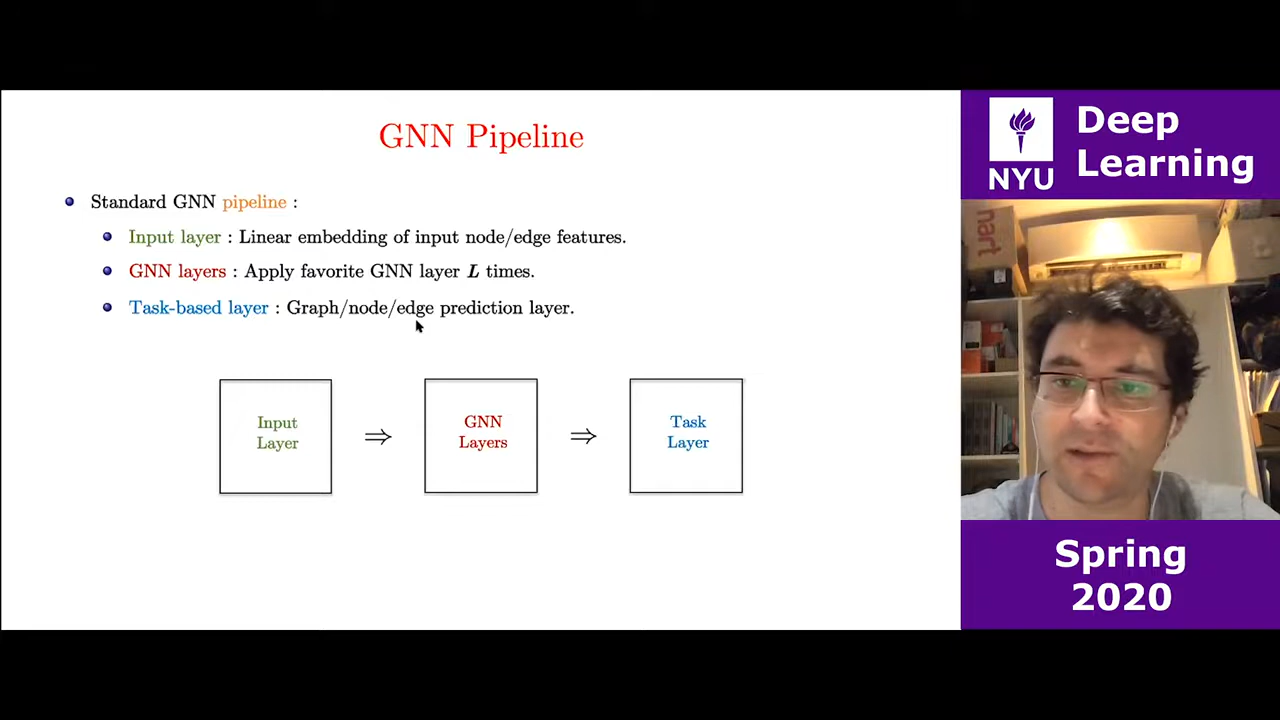 GNN Pipeline
Standard GNN pipeline :
Input layer : Linear embedding of input node/edge features.
GNN layers : Apply favorite GNN layer L times.
Task-based layer : Graph/node/edge prediction layer.
Input
Layer
⇒
GNN
Layers
⇒
Task
Layer
NYU
Deep
Learning
nart
Spring
2020